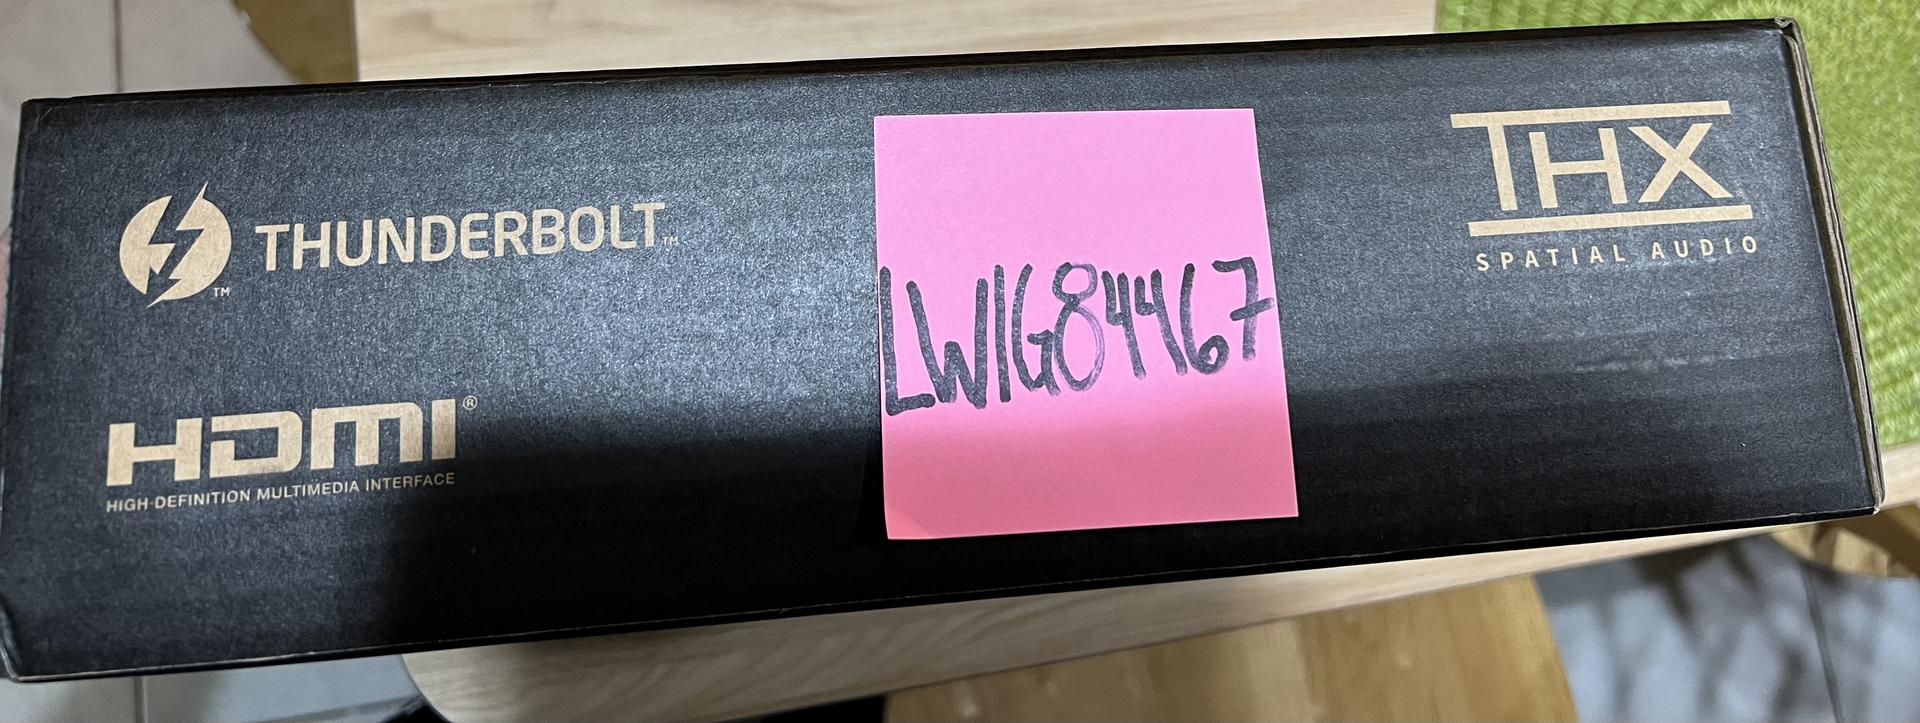 THUNDERBOLT™
™
HDMI®
HIGH-DEFINITION MULTIMEDIA INTERFACE
LWIG84467
THX
SPATIAL AUDIO